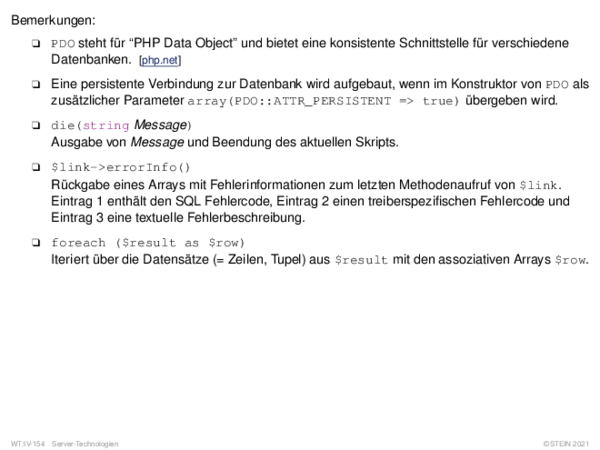 Bemerkungen:
❑ PDO steht für “PHP Data Object” und bietet eine konsistente Schnittstelle für verschiedene
Datenbanken. [php.net]
❑ Eine persistente Verbindung zur Datenbank wird aufgebaut, wenn im Konstruktor von PDO als
zusätzlicher Parameter array(PDO::ATTR_PERSISTENT => true) übergeben wird.
❑ die(string Message)
Ausgabe von Message und Beendung des aktuellen Skripts.
❑ $link->errorInfo()
Rückgabe eines Arrays mit Fehlerinformationen zum letzten Methodenaufruf von $link.
Eintrag 1 enthält den SQL Fehlercode, Eintrag 2 einen treiberspezifischen Fehlercode und
Eintrag 3 eine textuelle Fehlerbeschreibung.
❑ foreach ($result as $row)
Iteriert über die Datensätze (= Zeilen, Tupel) aus $result mit den assoziativen Arrays $row.
WT:IV-154 Server-Technologien ©STEIN 2021